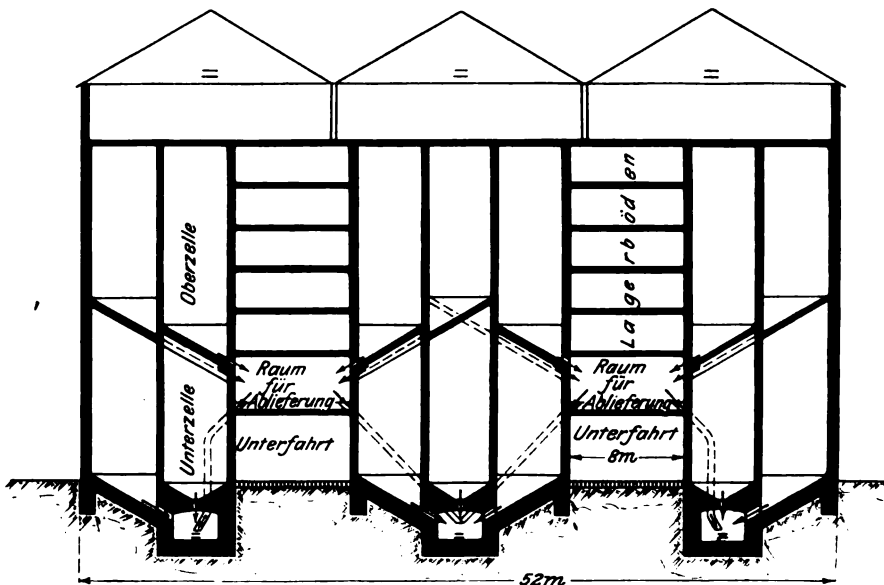 Oberzelle
Lagerböden
Unterzelle
Raum
für
Ablieferung
Raum
für
Ablieferung
Unterfahrt
Unterfahrt
8m
52m